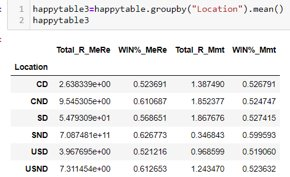 1 happytable3=happytable.groupby("Location").mean()
2 happytable3
Total_R_MeRe WIN%_MeRe Total_R_Mmt WIN%_Mmt
Location
CD 2.638339e+00 0.523691 1.387490 0.526791
CND 9.545305e+00 0.610687 1.852377 0.524747
SD 5.479309e+01 0.568651 1.867676 0.527415
SND 7.087481e+11 0.626773 0.346843 0.599593
USD 3.967695e+00 0.521216 0.968559 0.519060
USND 7.311454e+00 0.612653 1.243470 0.523632